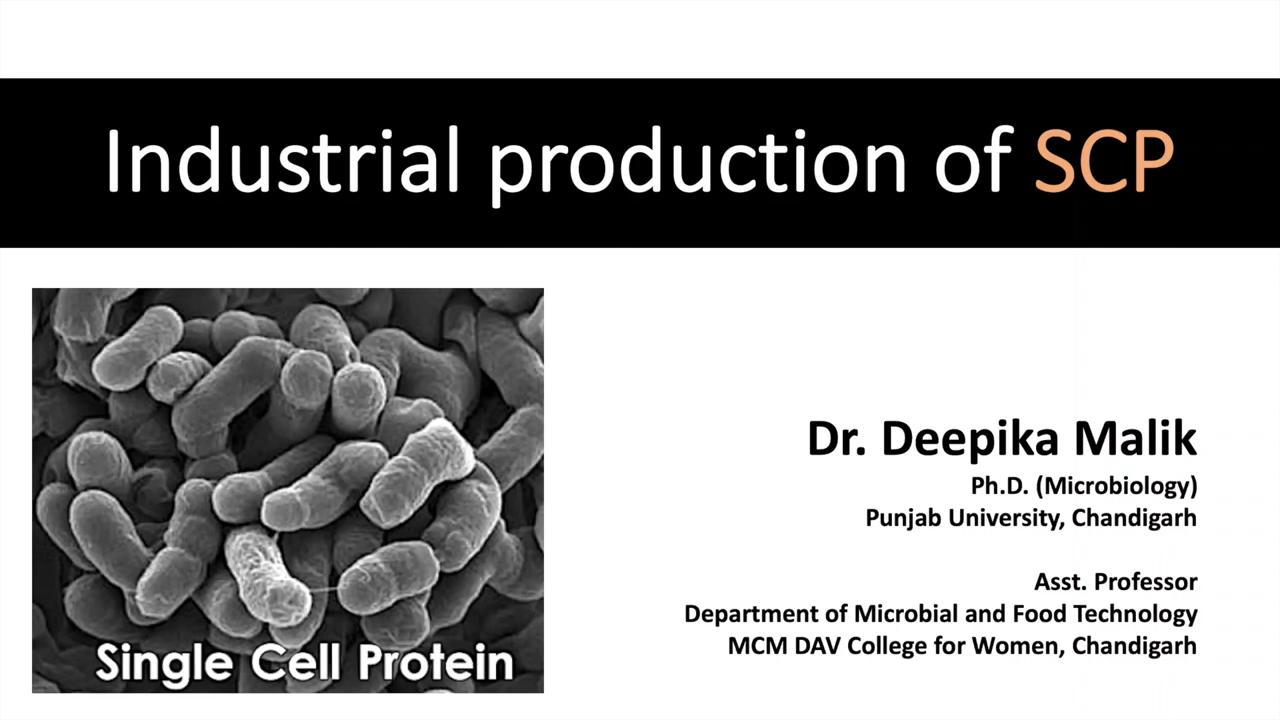 Industrial production of SCP
Single Cell Protein
Dr. Deepika Malik
Ph.D. (Microbiology)
Punjab University, Chandigarh
Asst. Professor
Department of Microbial and Food Technology
MCM DAV College for Women, Chandigarh